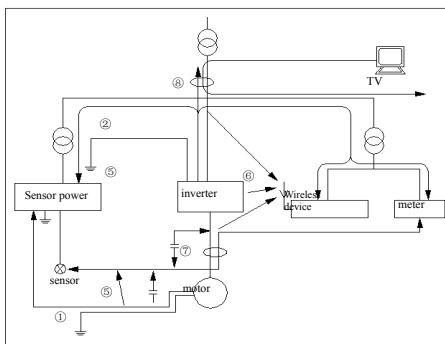 ⑧
TV
②
⑤
⑥
Sensor power
inverter
Wireless
device
meter
⑦
sensor
⑤
motor
①